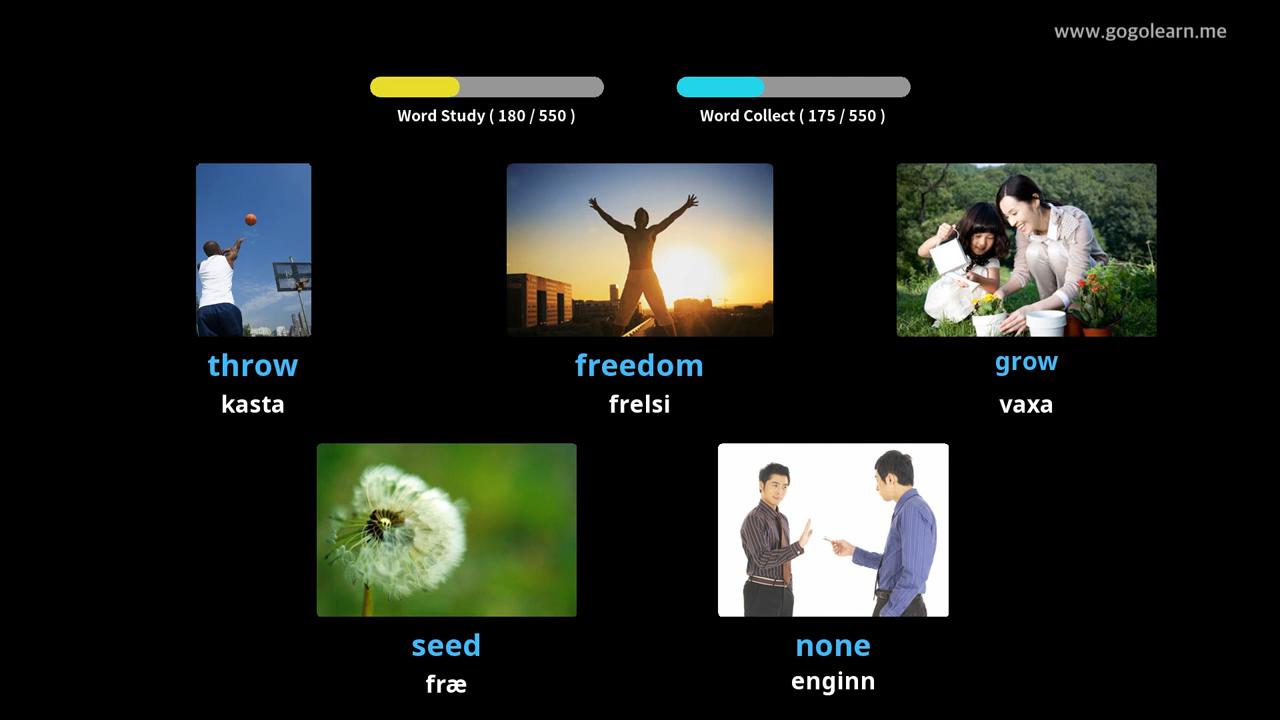 www.gogolearn.me
Word Study ( 180 / 550 )
Word Collect ( 175 / 550 )
throw
kasta
freedom
frelsi
grow
vaxa
seed
fræ
none
enginn